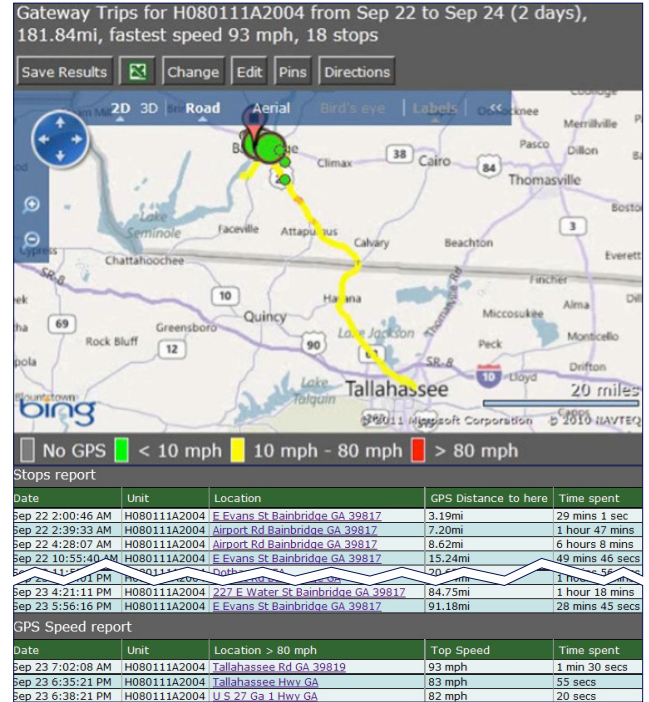 Gateway Trips for H080111A2004 from Sep 22 to Sep 24 (2 days),
181.84mi, fastest speed 93 mph, 18 stops
Save Results Change Edit Pins Directions
2D 3D Road Aerial Bird's eye Labels <<
Merrillville
Pasco
Dillon
Climax 38 Cairo 84
Thomasville
Lake
Seminole
Faceville
Calvary
Beachton
3
Chattahoochee
SR-8
10
Quincy
Miccosukee
Alma
69
Greensboro
Rock Bluff
12
90
Lake Jackson
Thomasville Rd
Peck
Monticello
SR-8
Drifton
10
Lloyd
Lake
Talquin
Tallahassee
20 miles
Blountstown
bing
©2011 Microsoft Corporation © 2010 NAVTEQ
No GPS < 10 mph 10 mph - 80 mph > 80 mph
Stops report
Date Unit Location GPS Distance to here Time spent
Sep 22 2:00:46 AM H080111A2004 E Evans St Bainbridge GA 39817 3.19mi 29 mins 1 sec
Sep 22 2:39:33 AM H080111A2004 Airport Rd Bainbridge GA 39817 7.20mi 1 hour 47 mins
Sep 22 4:28:07 AM H080111A2004 Airport Rd Bainbridge GA 39817 8.62mi 6 hours 8 mins
Sep 22 10:55:40 AM H080111A2004 E Evans St Bainbridge GA 39817 15.24mi 49 mins 46 secs
Sep 23 4:21:11 PM H080111A2004 227 E Water St Bainbridge GA 39817 84.75mi 1 hour 18 mins
Sep 23 5:56:16 PM H080111A2004 E Evans St Bainbridge GA 39817 91.18mi 28 mins 45 secs
GPS Speed report
Date Unit Location > 80 mph Top Speed Time spent
Sep 23 7:02:08 AM H080111A2004 Tallahassee Rd GA 39819 93 mph 1 min 30 secs
Sep 23 6:35:21 PM H080111A2004 Tallahassee Hwy GA 83 mph 55 secs
Sep 23 6:38:21 PM H080111A2004 U S 27 Ga 1 Hwy GA 82 mph 20 secs